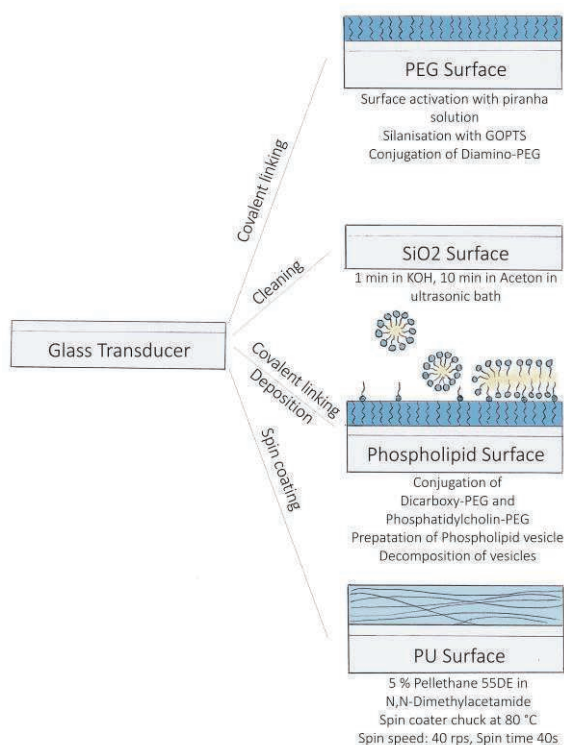 PEG Surface
Surface activation with piranha
solution
Silanisation with GOPTS
Conjugation of Diamino-PEG
Covalent linking
SiO2 Surface
1 min in KOH, 10 min in Aceton in
ultrasonic bath
Cleaning
Glass Transducer
Covalent linking
Deposition
Phospholipid Surface
Conjugation of
Dicarboxy-PEG and
Phosphatidylcholin-PEG
Prepatation of Phospholipid vesicle
Decomposition of vesicles
Spin coating
PU Surface
5 % Pellethane 55DE in
N,N-Dimethylacetamide
Spin coater chuck at 80 °C
Spin speed: 40 rps, Spin time 40s